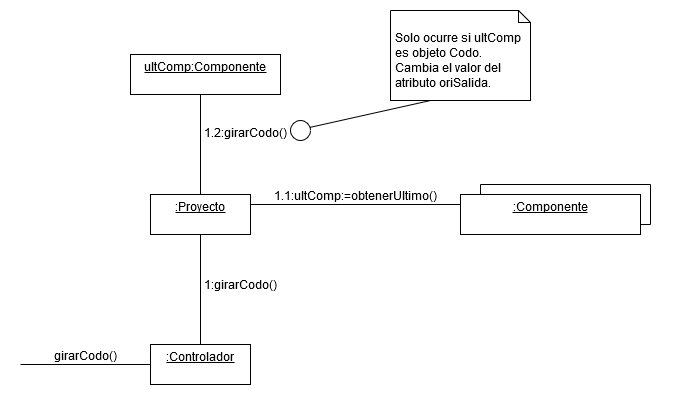 Solo ocurre si ultComp
es objeto Codo.
Cambia el valor del
atributo oriSalida.
ultComp:Componente
1.2:girarCodo()
1.1:ultComp:=obtenerUltimo()
:Proyecto
:Componente
1:girarCodo()
girarCodo()
:Controlador